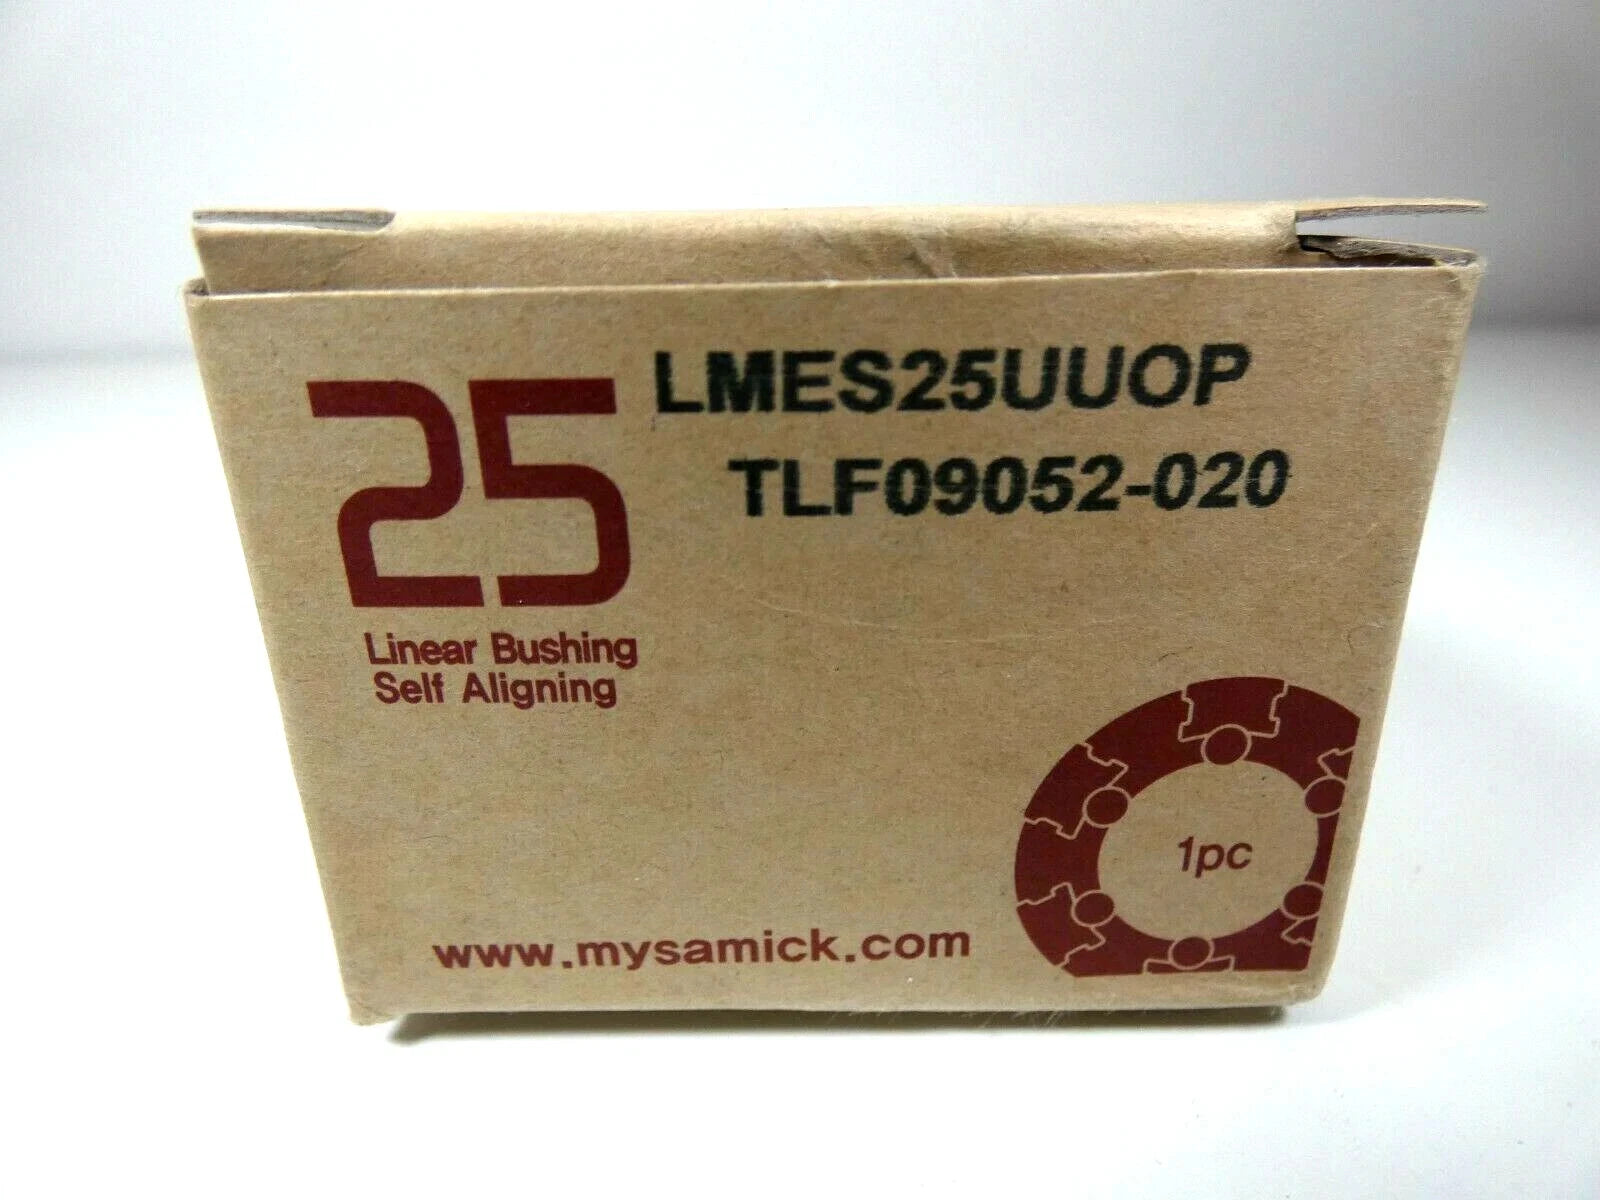 25
LMES25UUOP
TLF09052-020
Linear Bushing
Self Aligning
1pc
www.mysamick.com